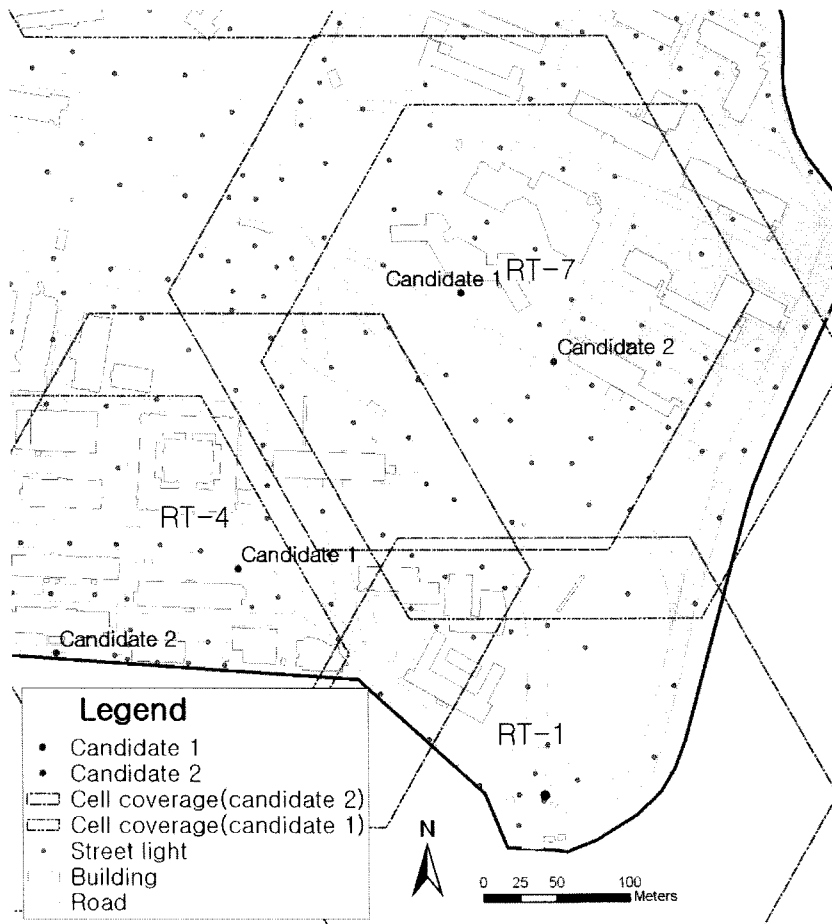 Candidate 1 RT-7
Candidate 2
RT-4
Candidate 1
Candidate 2
RT-1
Legend
Candidate 1
Candidate 2
Cell coverage(candidate 2)
Cell coverage(candidate 1)
Street light
Building
Road
N
0 25 50 100
Meters